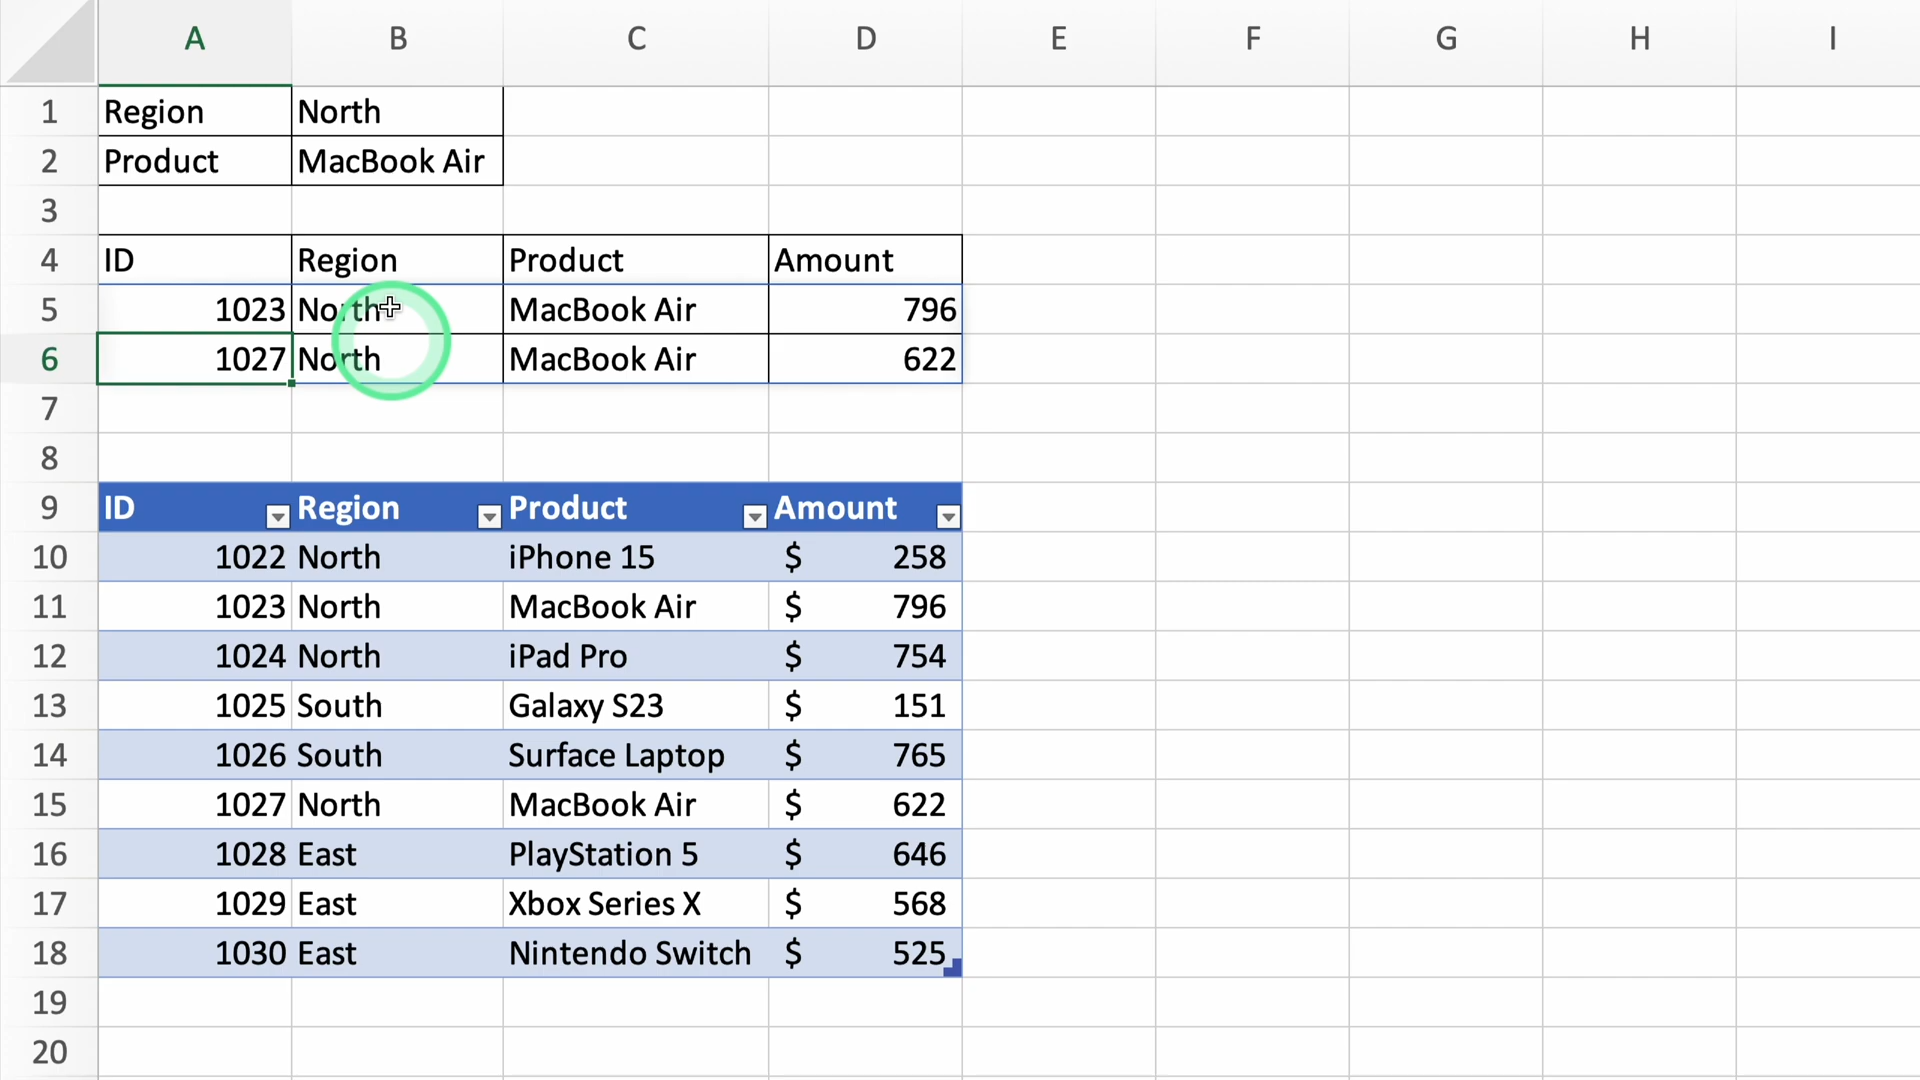 A B C D E F G H I
1 Region North
2 Product MacBook Air
3
4 ID Region Product Amount
5 1023 North MacBook Air 796
6 1027 North MacBook Air 622
7
8
9 ID Region Product Amount
10 1022 North iPhone 15 $ 258
11 1023 North MacBook Air $ 796
12 1024 North iPad Pro $ 754
13 1025 South Galaxy S23 $ 151
14 1026 South Surface Laptop $ 765
15 1027 North MacBook Air $ 622
16 1028 East PlayStation 5 $ 646
17 1029 East Xbox Series X $ 568
18 1030 East Nintendo Switch $ 525
19
20